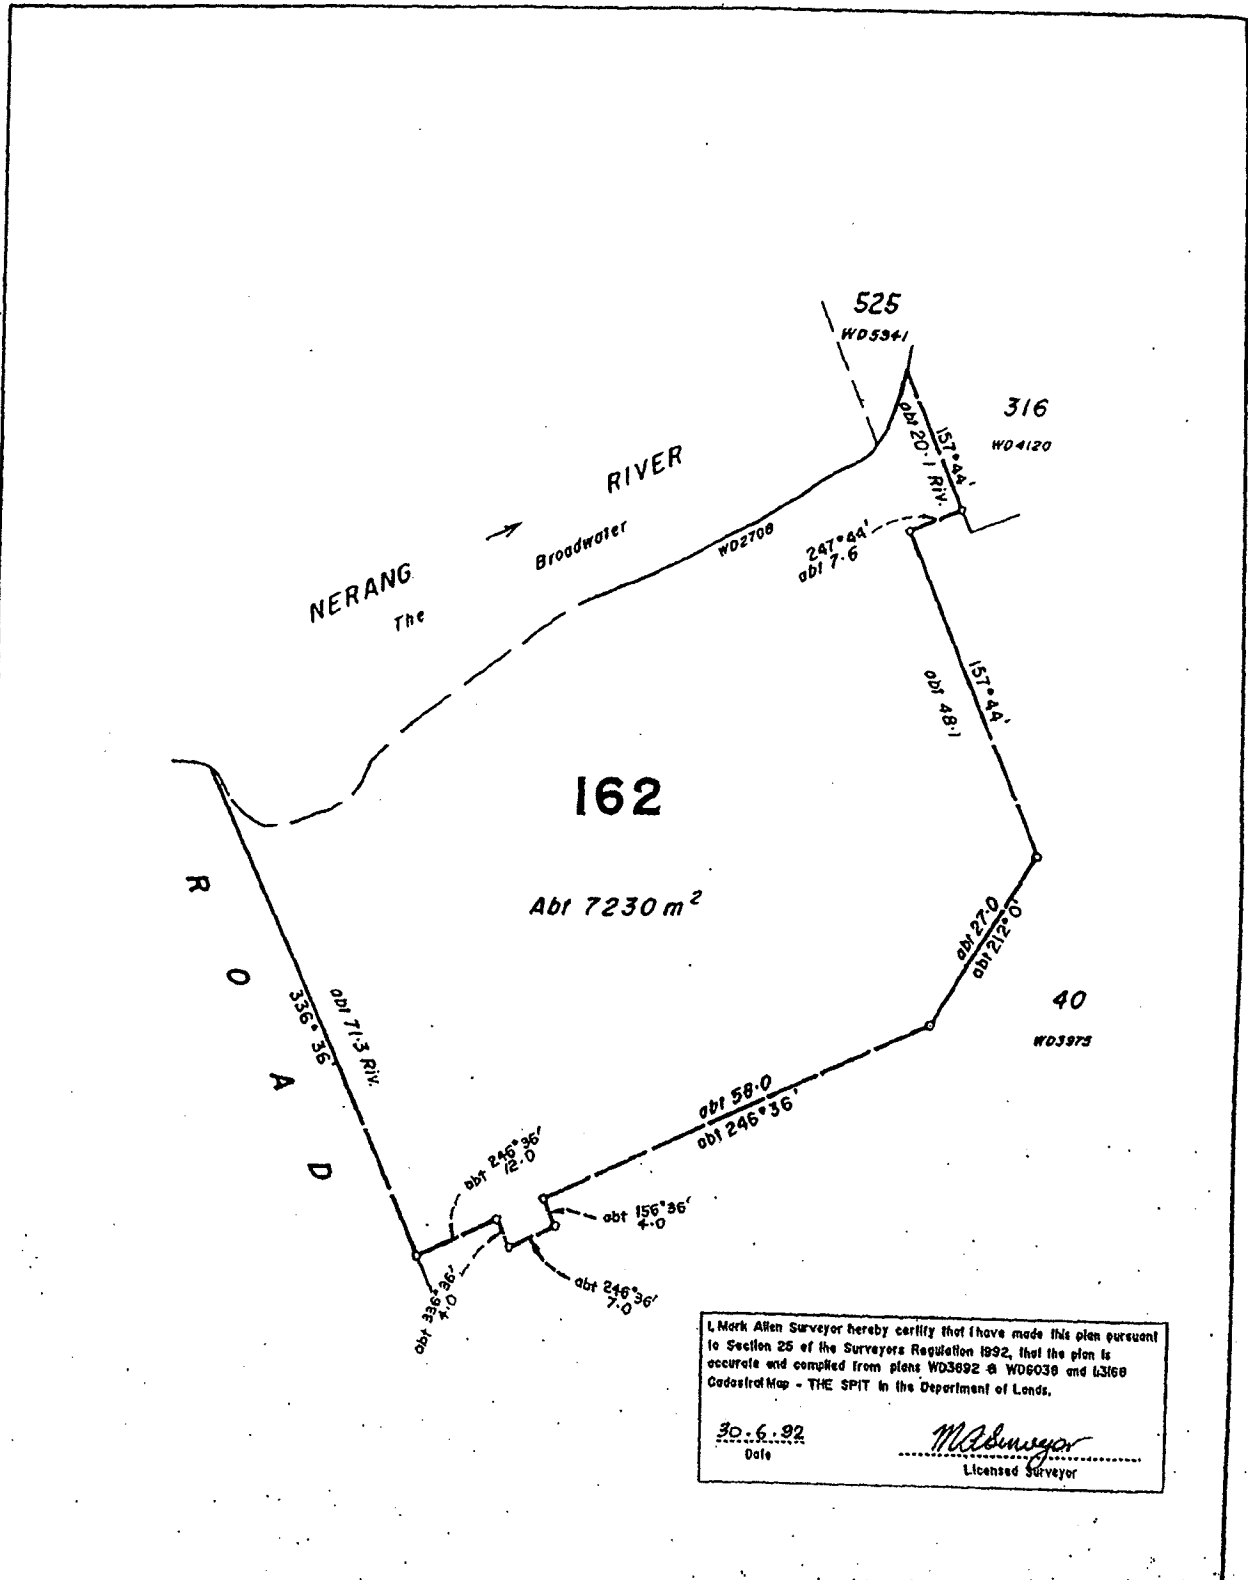 525
WD5341
316
WD4120
157°44'
abt 20·1 Riv.
NERANG RIVER
The Broadwater
WD2708
247°44'
abt 7·6
157°44'
abt 48·1
162
Abt 7230 m²
ROAD
336°36'
abt 71·3 Riv.
abt 27·0
abt 212°0'
40
WD3975
abt 58·0
abt 246°36'
abt 246°36'
12·0
abt 156°36'
4·0
abt 246°36'
7·0
abt 336°36'
4·0
I, Mark Allen Surveyor hereby certify that I have made this plan pursuant
to Section 25 of the Surveyors Regulation 1992, that the plan is
accurate and compiled from plans WD3892 & WD6038 and
Cadastral Map - THE SPIT in the Department of Lands.
30.6.92
Date
MASurveyor
Licensed Surveyor